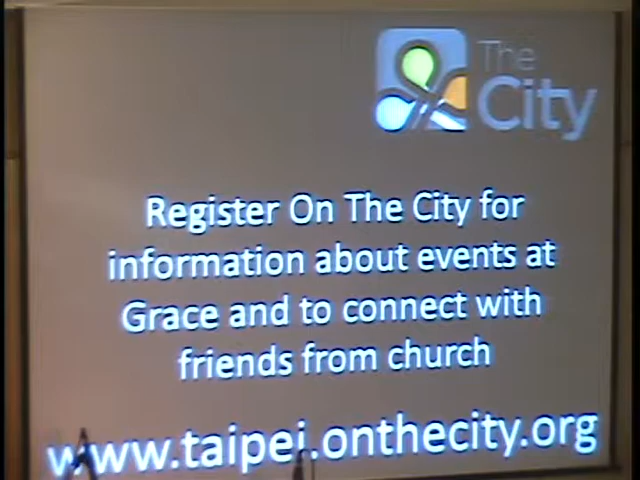 The
City
Register On The City for
information about events at
Grace and to connect with
friends from church
www.taipei.onthecity.org